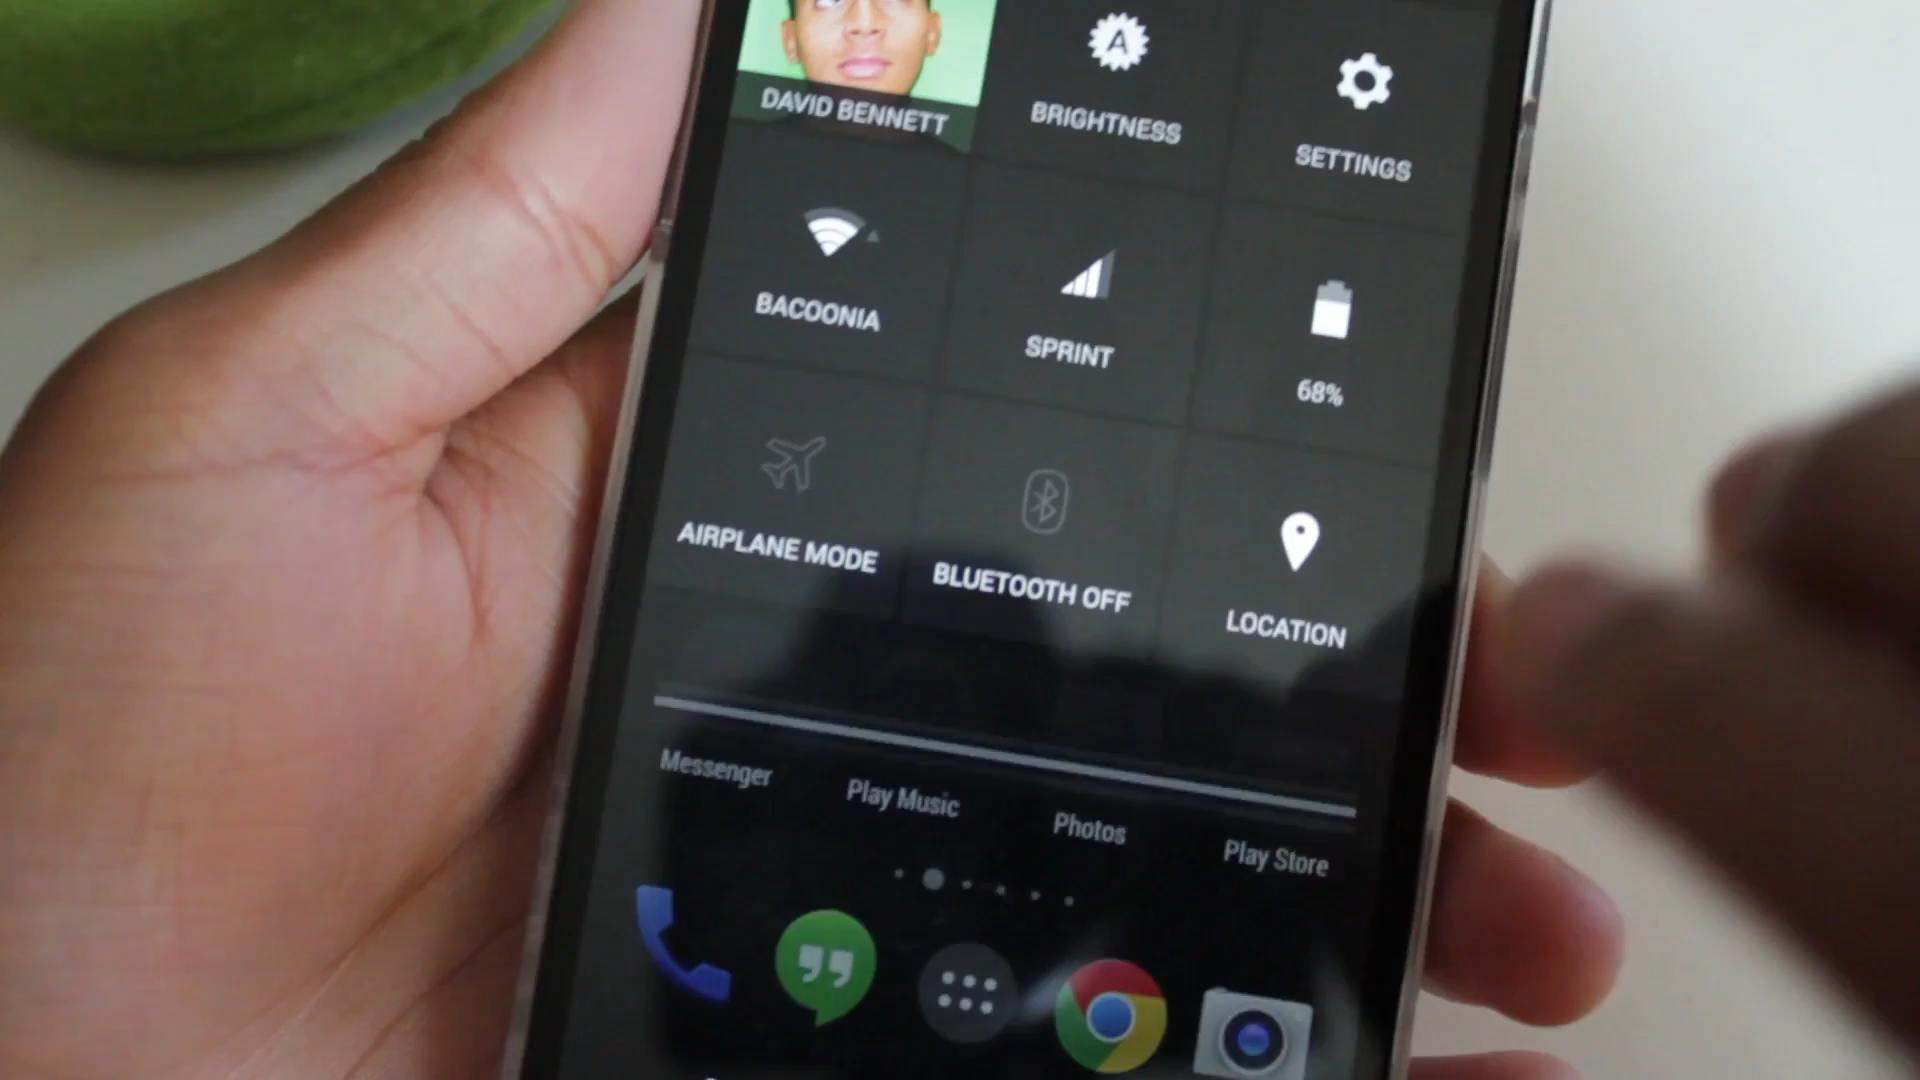 DAVID BENNETT
BRIGHTNESS
SETTINGS
BACOONIA
SPRINT
68%
AIRPLANE MODE
BLUETOOTH OFF
LOCATION
Messenger
Play Music
Photos
Play Store